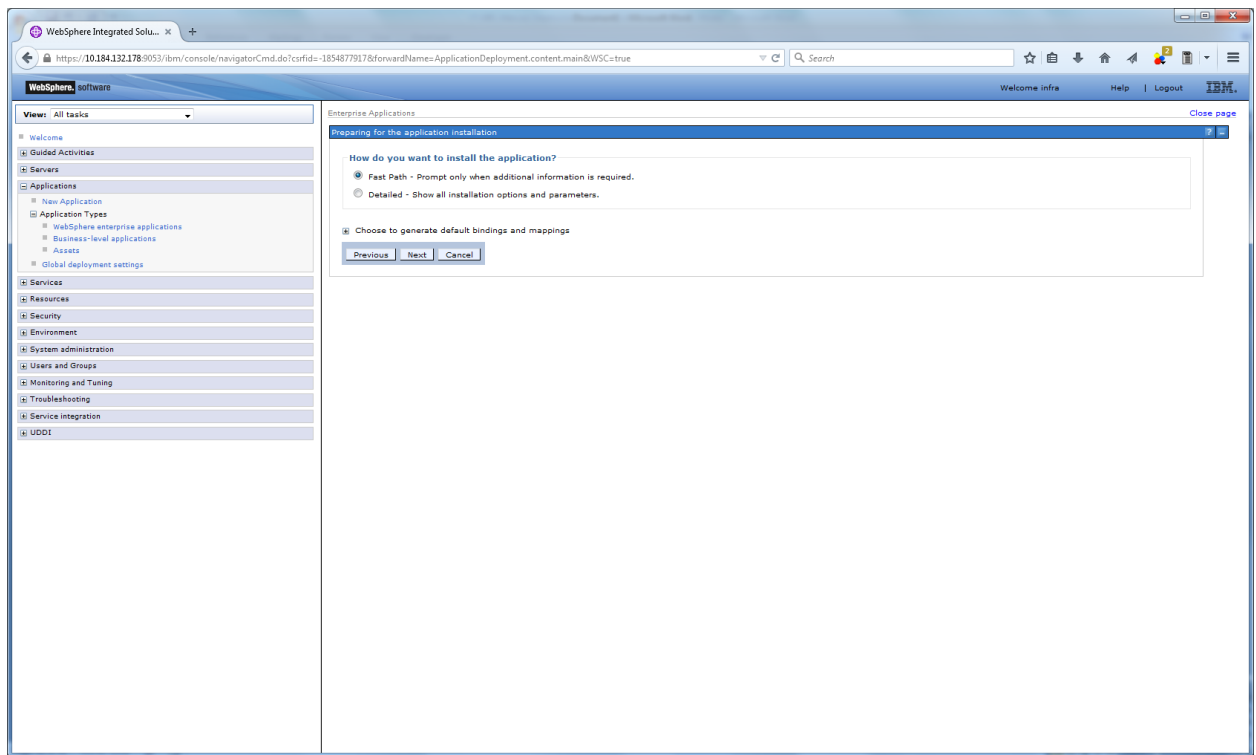 WebSphere Integrated Solu... × +
https://10.184.132.178:9053/ibm/console/navigatorCmd.do?csrfid=-1854877917&forwardName=ApplicationDeployment.content.main&WSC=true
Search
2
WebSphere. software
Welcome infra Help | Logout IBM.
View: All tasks
Welcome
Guided Activities
Servers
Applications
New Application
Application Types
WebSphere enterprise applications
Business-level applications
Assets
Global deployment settings
Services
Resources
Security
Environment
System administration
Users and Groups
Monitoring and Tuning
Troubleshooting
Service integration
UDDI
Enterprise Applications Close page
Preparing for the application installation ? –
How do you want to install the application?
Fast Path - Prompt only when additional information is required.
Detailed - Show all installation options and parameters.
Choose to generate default bindings and mappings
Previous Next Cancel